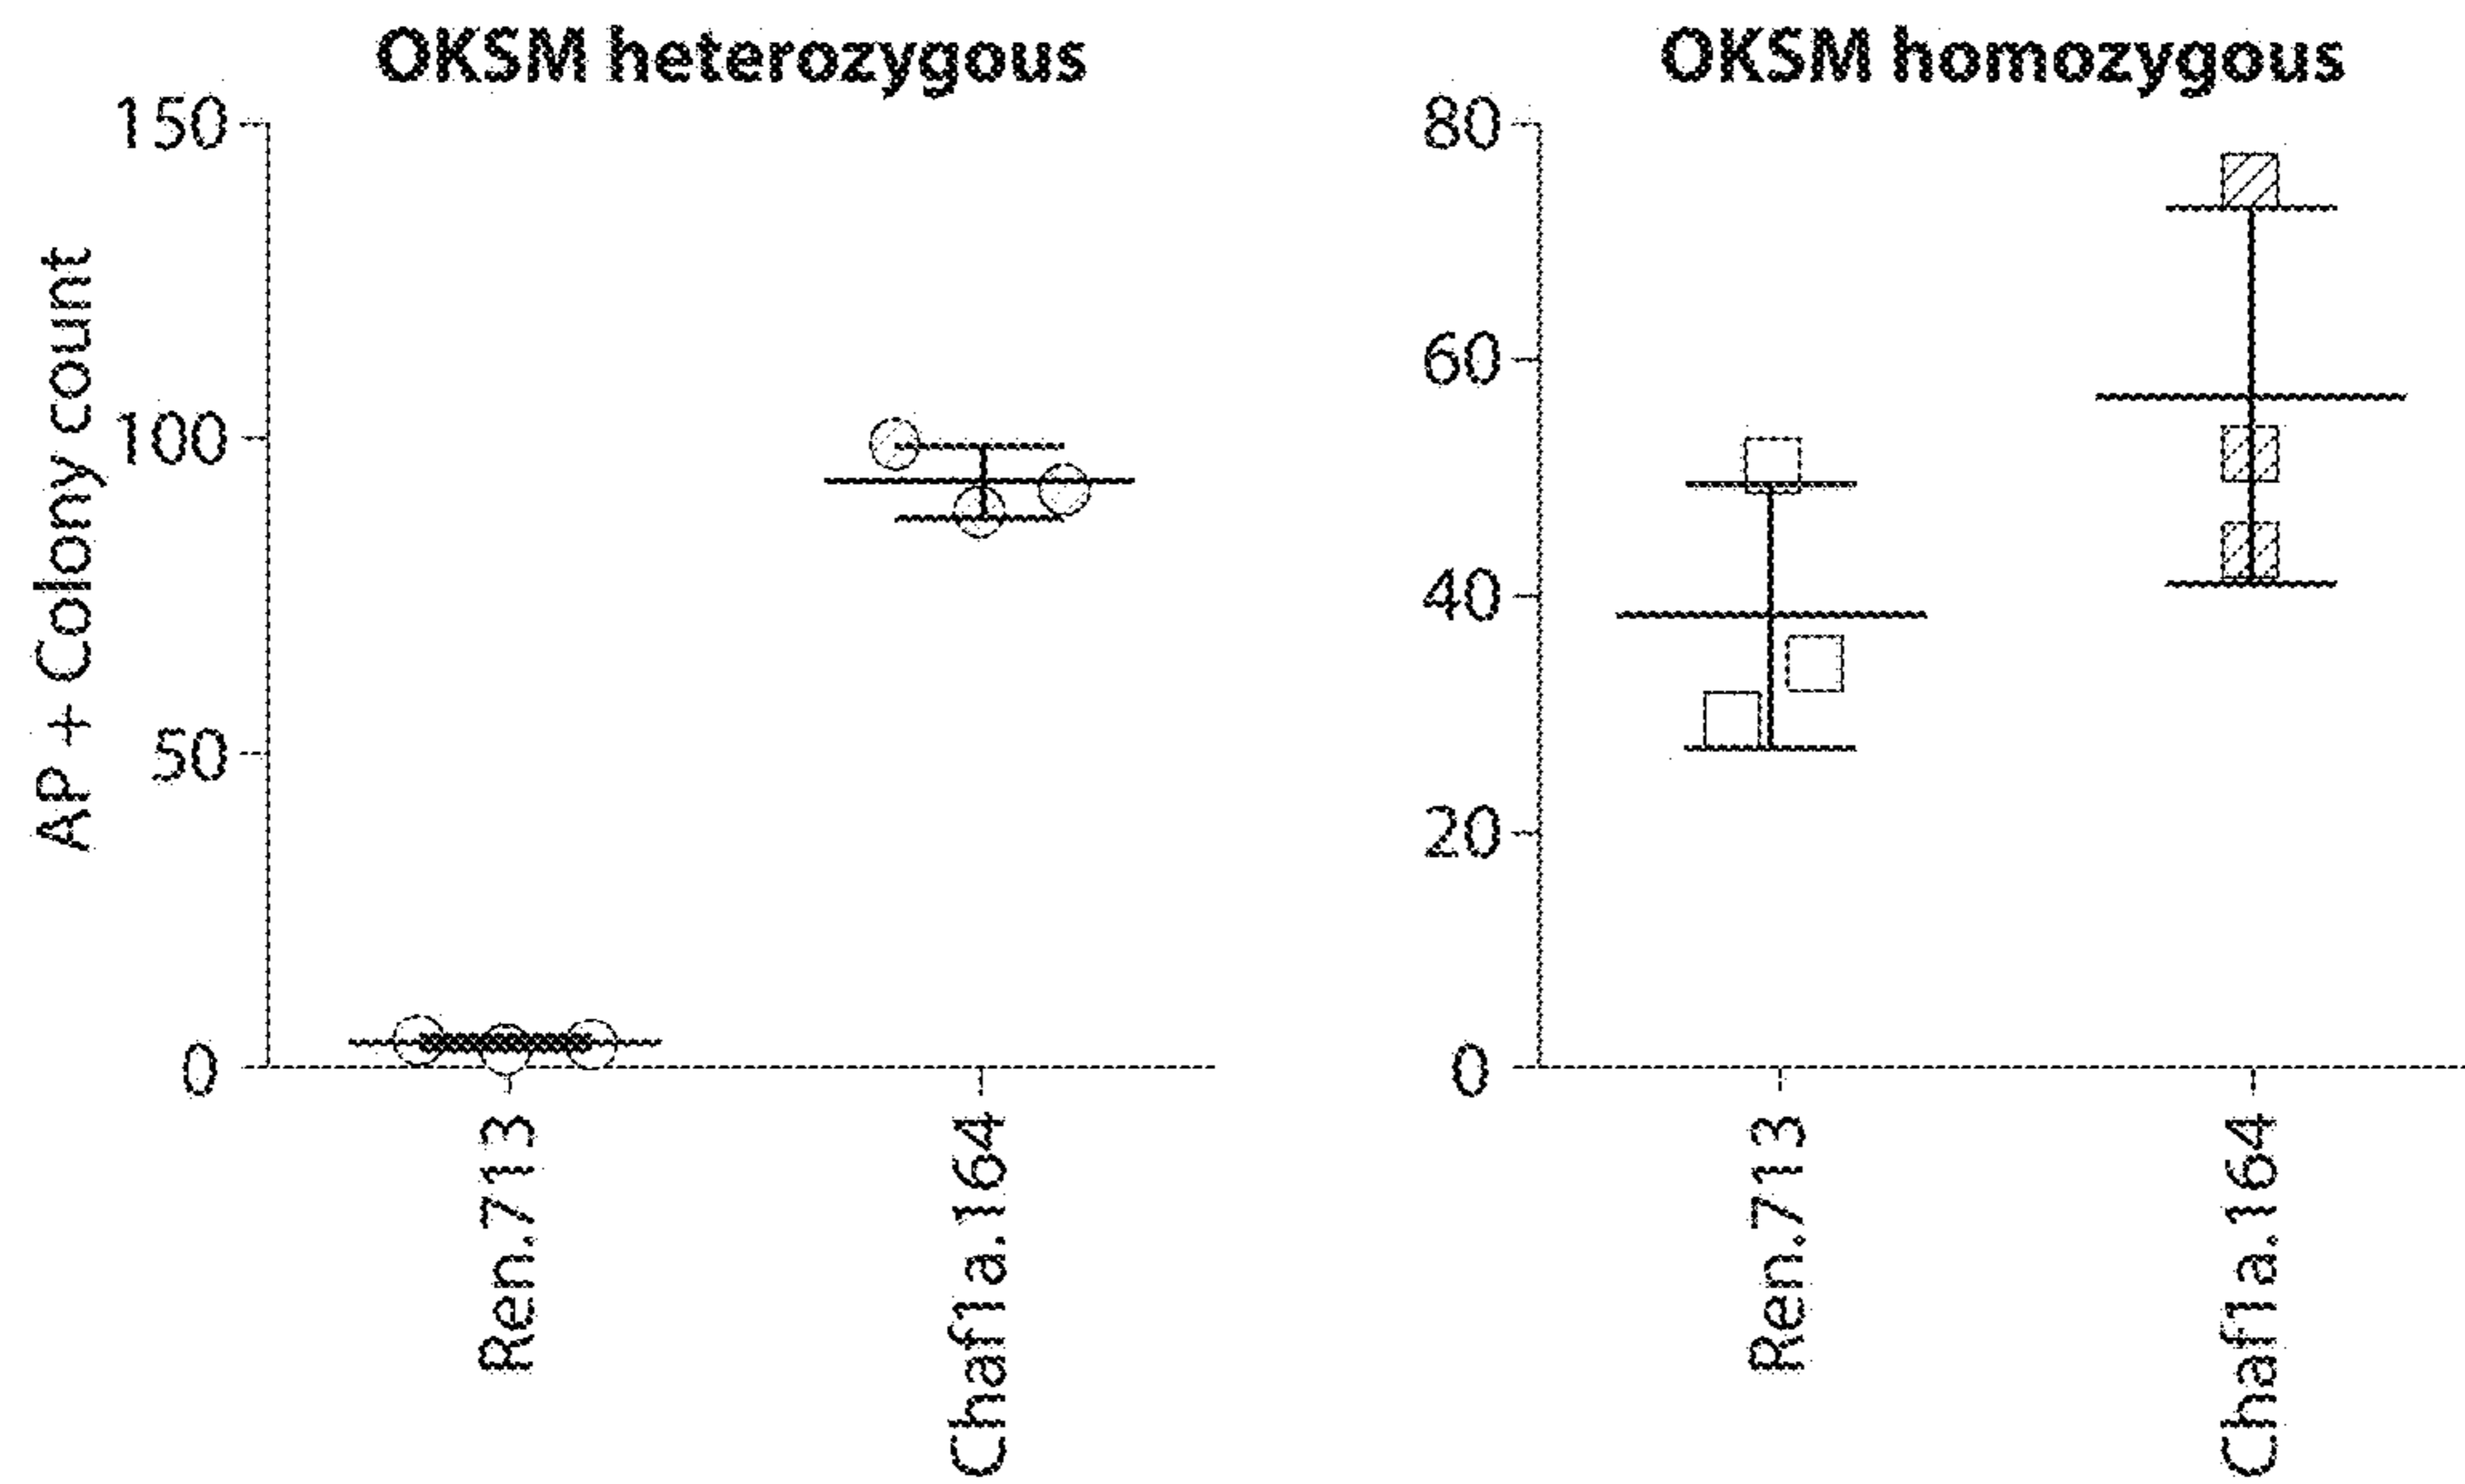 OKSM heterozygous
AP + Colony count
150
100
50
0
Ren.713
Chaf1a.164
OKSM homozygous
80
60
40
20
0
Ren.713
Chaf1a.164